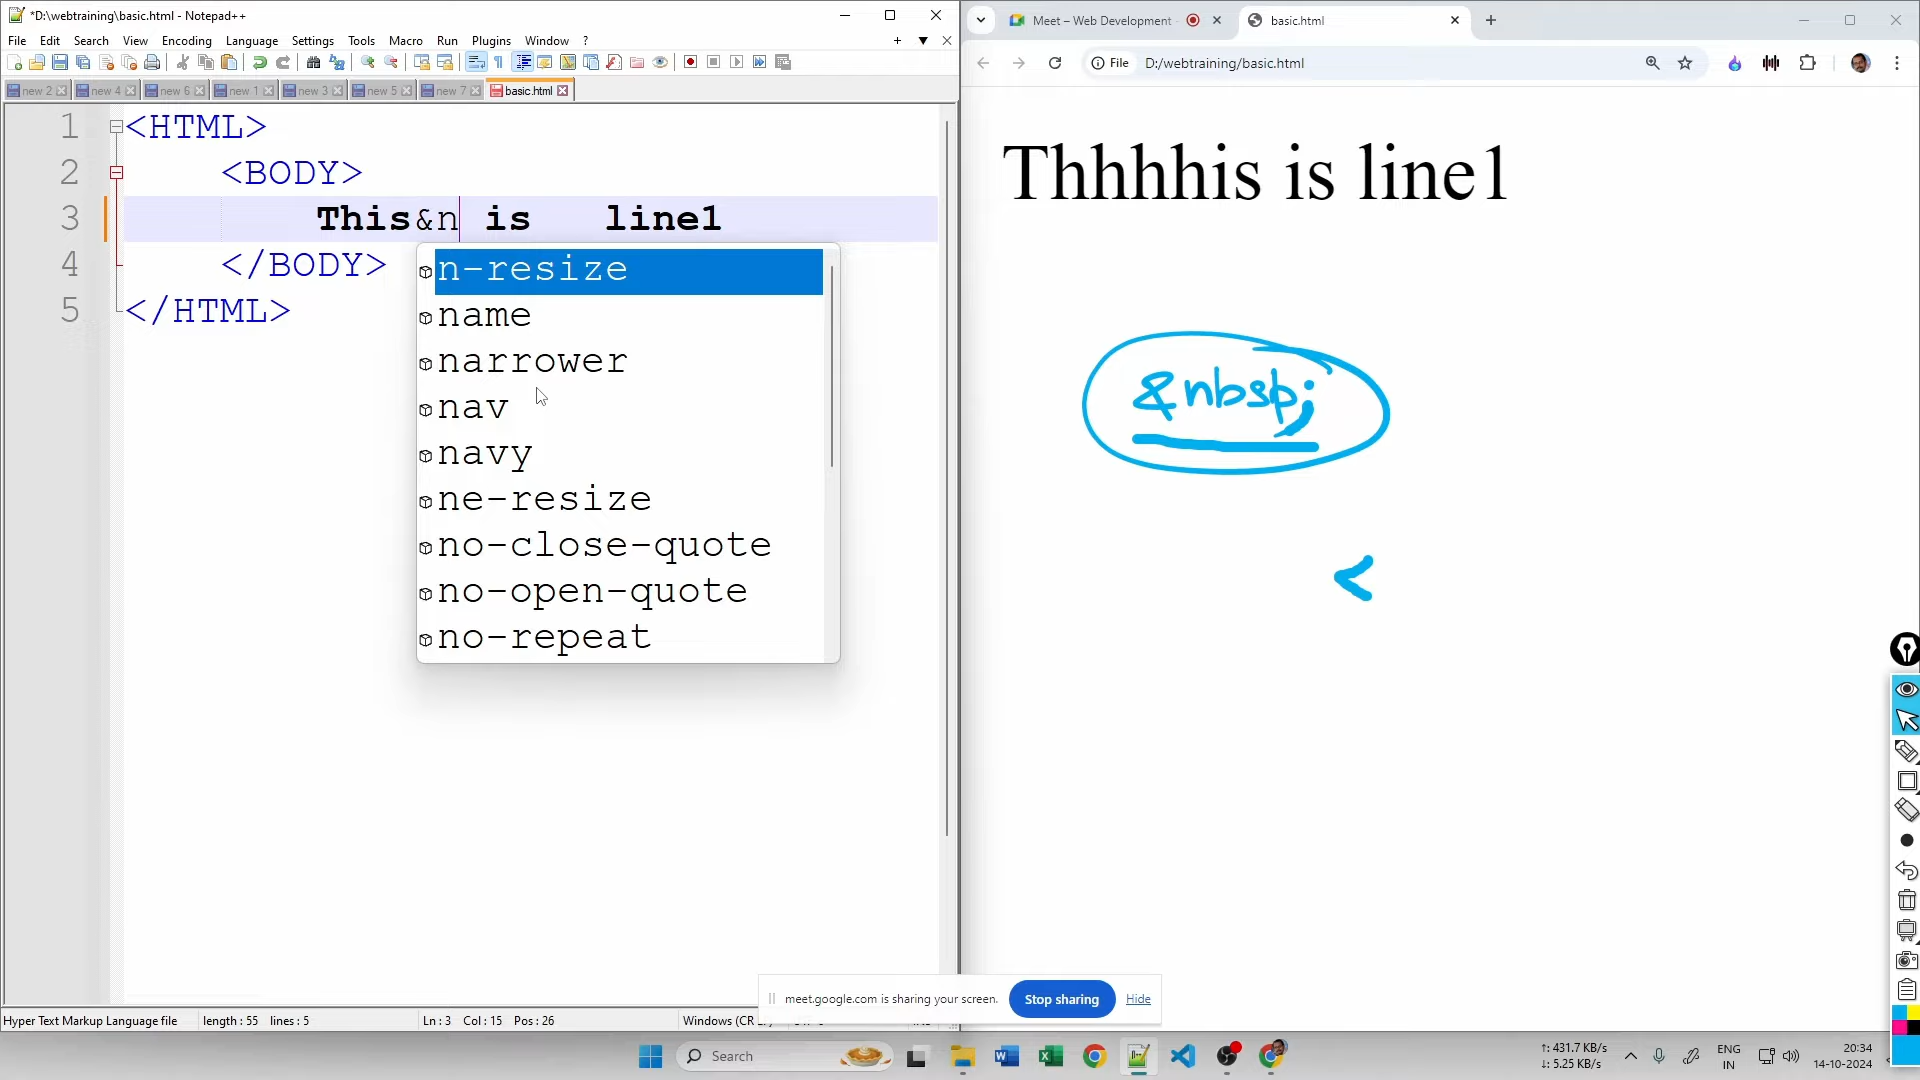 *D:\webtraining\basic.html - Notepad++
File Edit Search View Encoding Language Settings Tools Macro Run Plugins Window ?
new 2 new 4 new 6 new 1 new 3 new 5 new 7 basic.html
1 <HTML>
2 <BODY>
3 This&n is line1
4 </BODY>
5 </HTML>
n-resize
name
narrower
nav
navy
ne-resize
no-close-quote
no-open-quote
no-repeat
Hyper Text Markup Language file length: 55 lines: 5 Ln: 3 Col: 15 Pos: 26 Windows (CR
Meet – Web Development basic.html
File D:/webtraining/basic.html
Thhhhis is line1
&nbsp;
<
meet.google.com is sharing your screen. Stop sharing Hide
Search
↑: 431.7 KB/s
↓: 5.25 KB/s
ENG
IN
20:34
14-10-2024